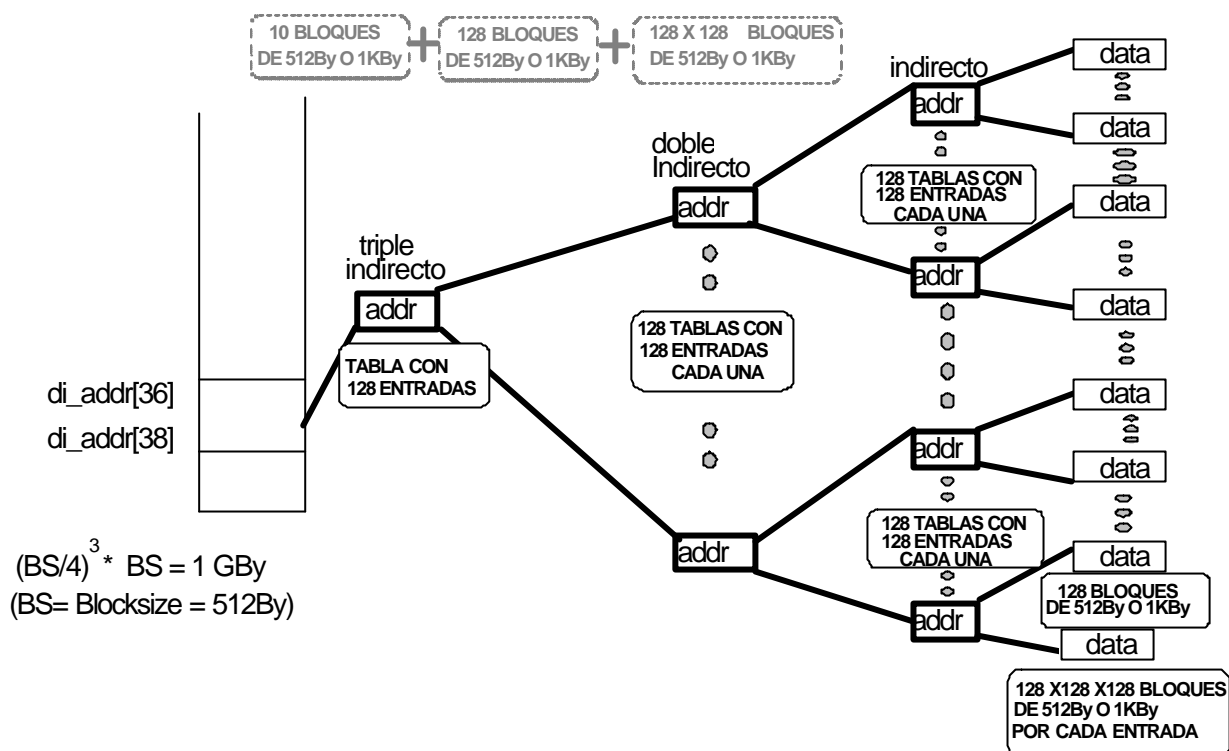 10 BLOQUES
DE 512By O 1KBy
+
128 BLOQUES
DE 512By O 1KBy
+
128 X 128 BLOQUES
DE 512By O 1KBy
indirecto
addr
data
data
doble
Indirecto
addr
128 TABLAS CON
128 ENTRADAS
CADA UNA
data
triple
indirecto
addr
addr
data
TABLA CON
128 ENTRADAS
128 TABLAS CON
128 ENTRADAS
CADA UNA
di_addr[36]
di_addr[38]
data
addr
data
128 TABLAS CON
128 ENTRADAS
CADA UNA
addr
data
128 BLOQUES
DE 512By O 1KBy
addr
data
128 X128 X128 BLOQUES
DE 512By O 1KBy
POR CADA ENTRADA
(BS/4)³ * BS = 1 GBy
(BS= Blocksize = 512By)